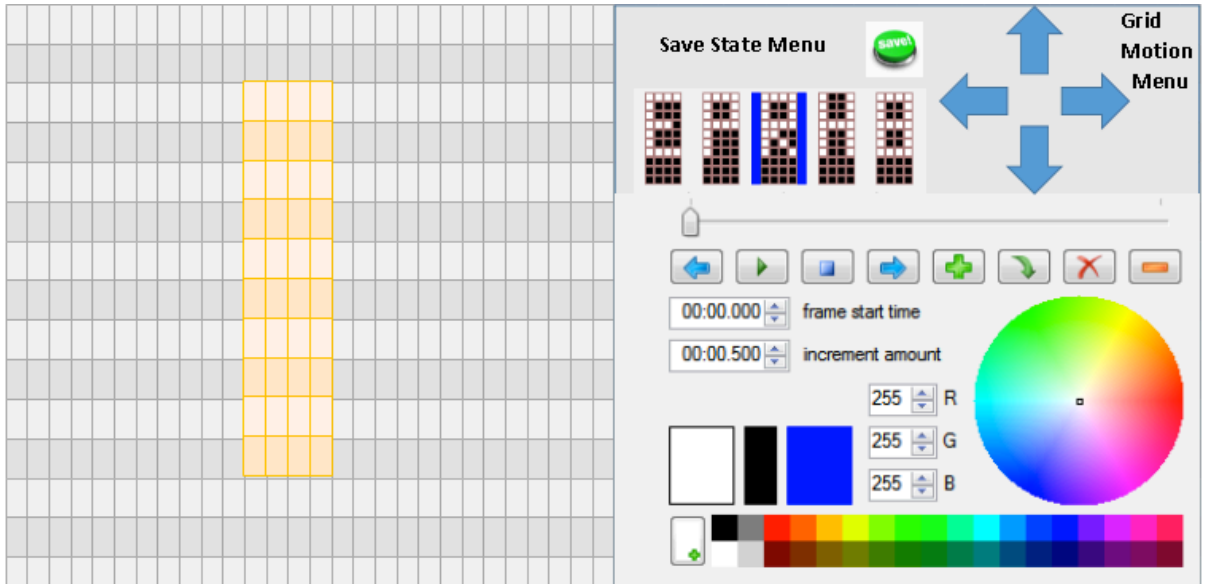 Save State Menu
save!
Grid
Motion
Menu
00:00.000 frame start time
00:00.500 increment amount
255 R
255 G
255 B